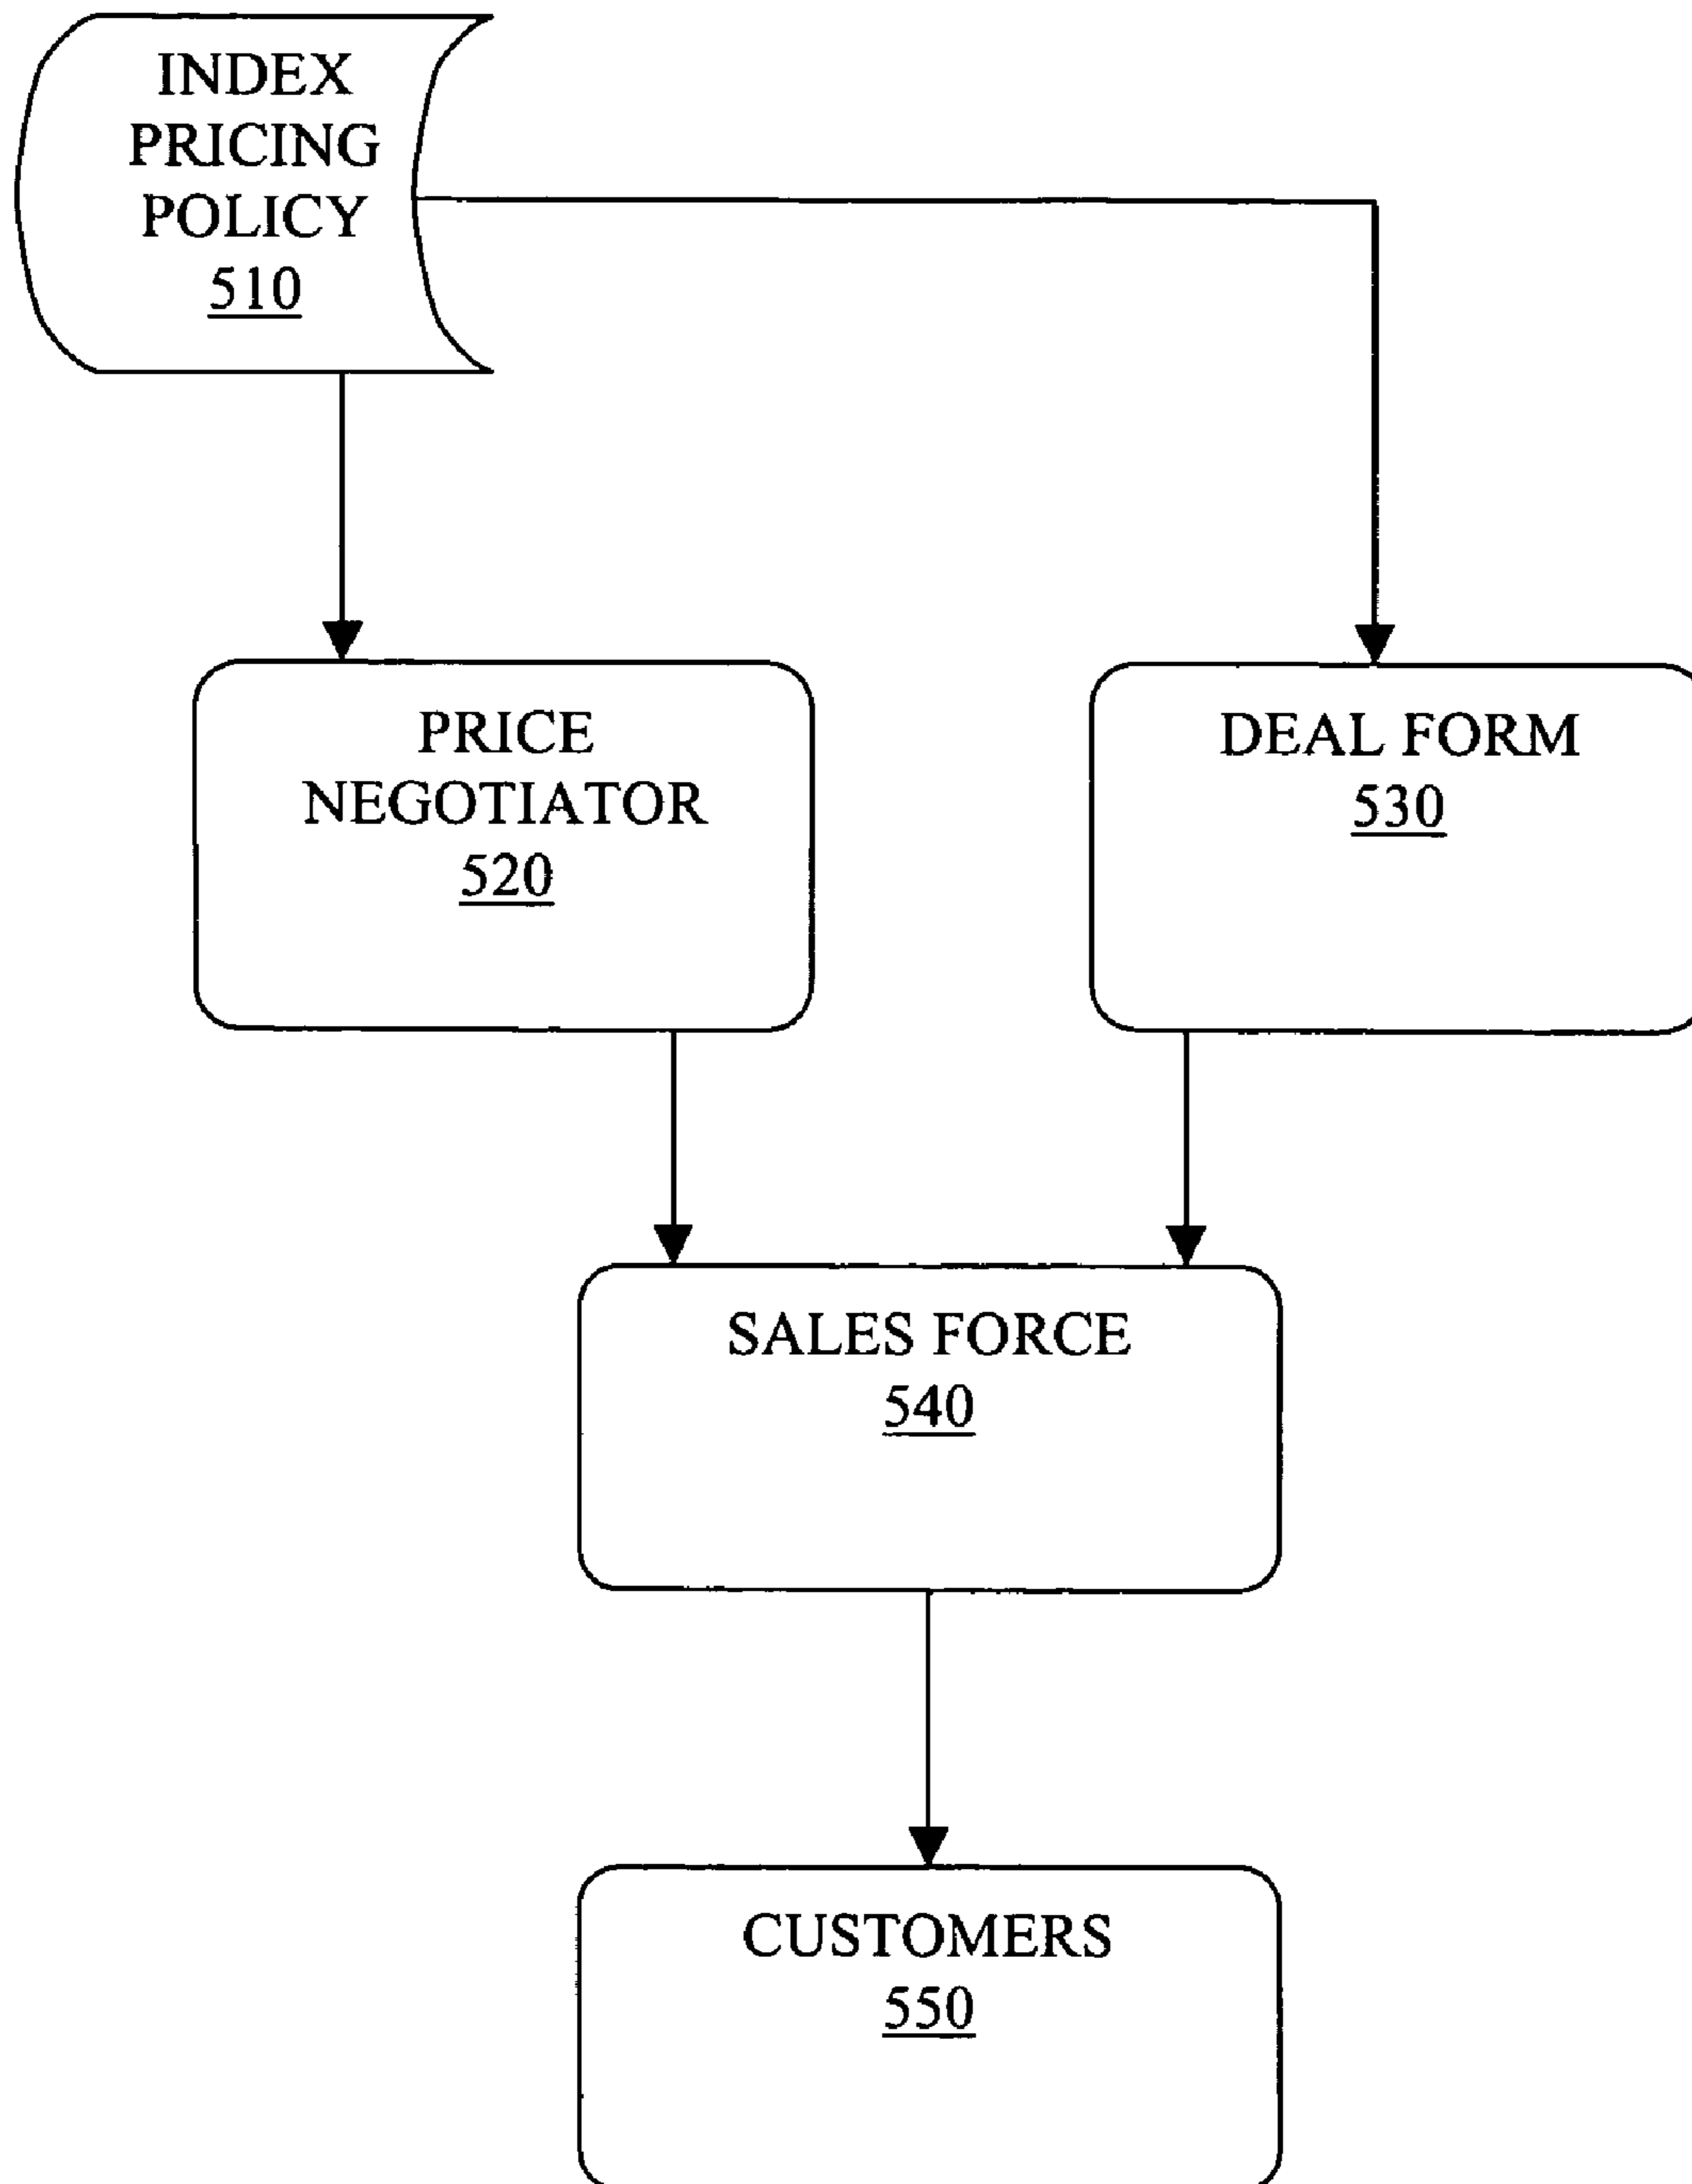 INDEX
PRICING
POLICY
510
PRICE
NEGOTIATOR
520
DEAL FORM
530
SALES FORCE
540
CUSTOMERS
550